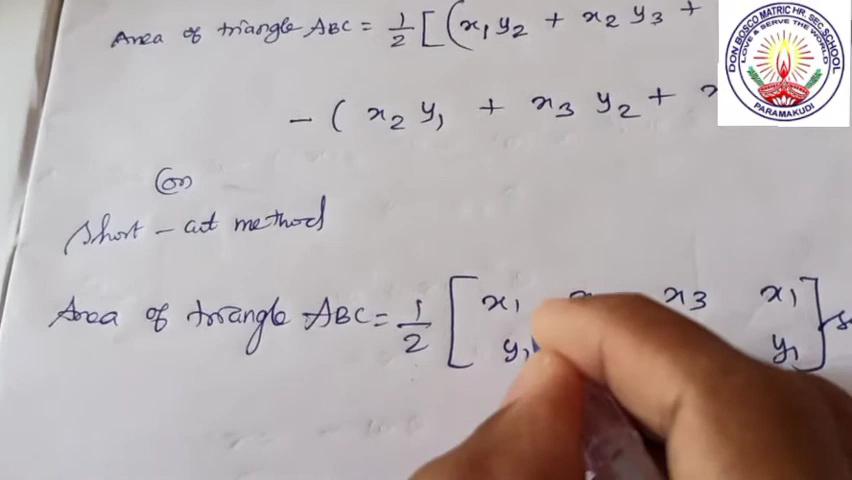 Area of triangle ABC = 1/2 [ (x₁ y₂ + x₂ y₃ +
- ( x₂ y₁ + x₃ y₂ +
(or)
Short - cut method
Area of triangle ABC = 1/2 [ x₁ x₃ x₁
y₁ y₁ ]
DON BOSCO MATRIC HR. SEC. SCHOOL
LOVE & SERVE THE WORLD
PARAMAKUDI